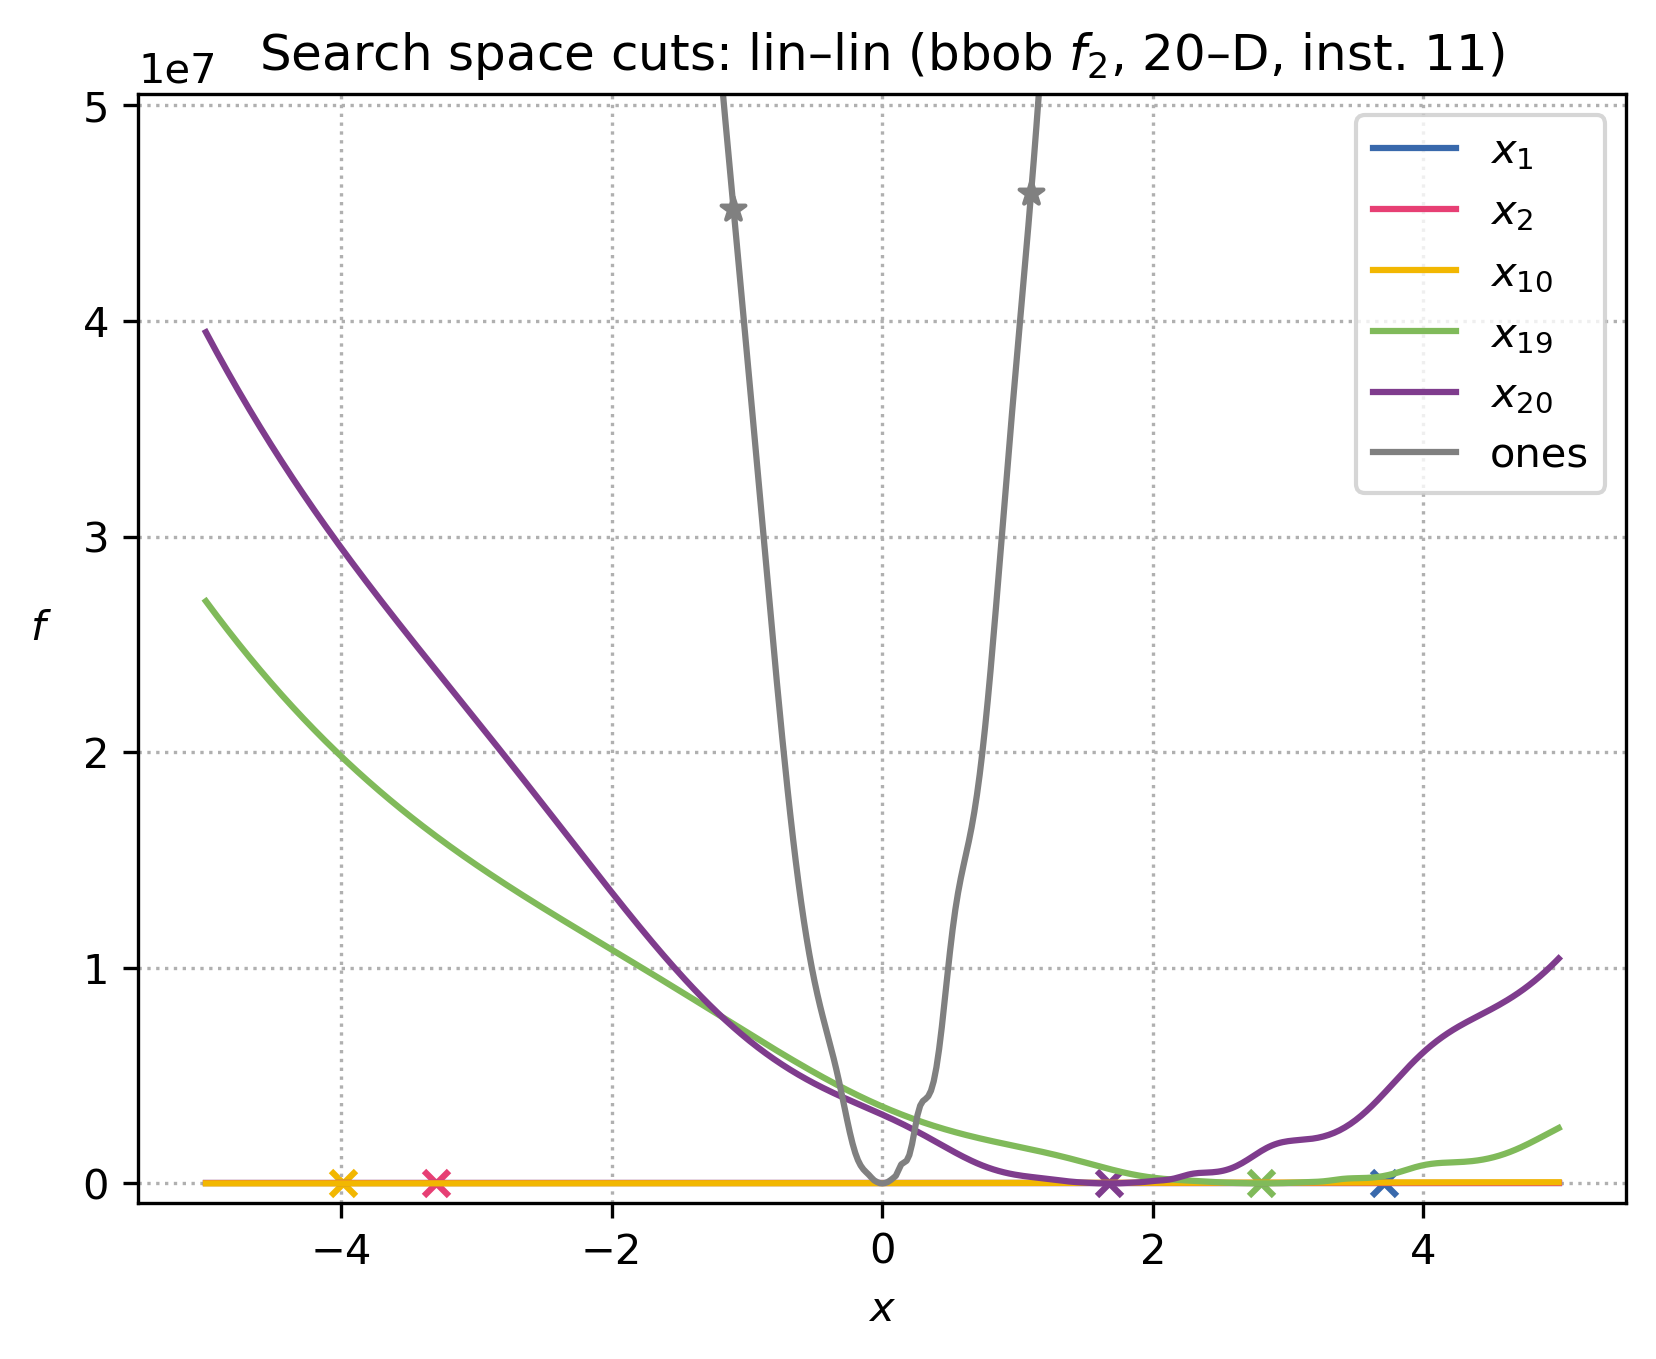 Search space cuts: lin–lin (bbob f₂, 20–D, inst. 11)
1e7
5
4
3
2
1
0
f
−4
−2
0
2
4
x
x₁
x₂
x₁₀
x₁₉
x₂₀
ones